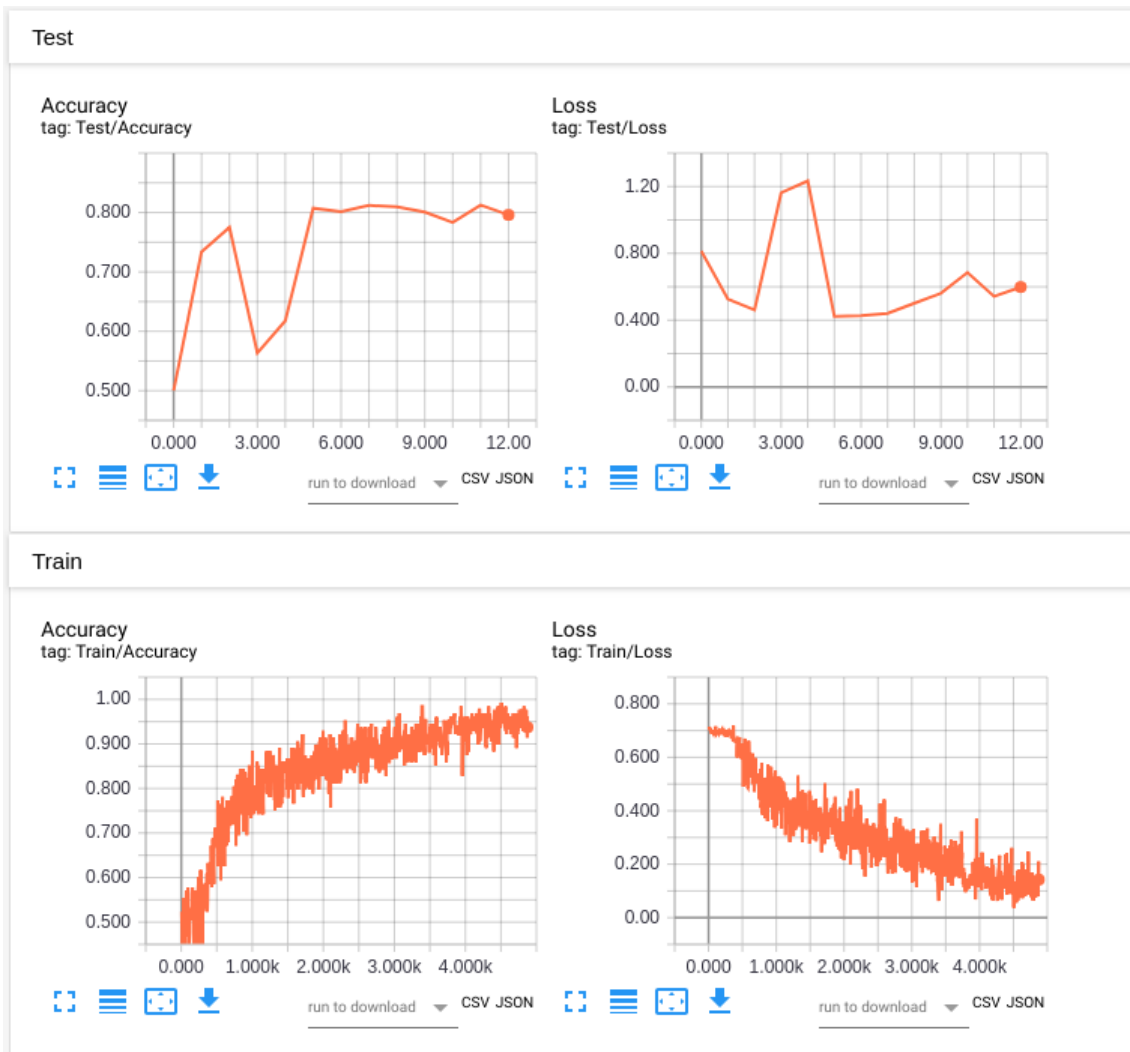 Test
Accuracy
tag: Test/Accuracy
0.800
0.700
0.600
0.500
0.000 3.000 6.000 9.000 12.00
run to download CSV JSON
Loss
tag: Test/Loss
1.20
0.800
0.400
0.00
0.000 3.000 6.000 9.000 12.00
run to download CSV JSON
Train
Accuracy
tag: Train/Accuracy
1.00
0.900
0.800
0.700
0.600
0.500
0.000 1.000k 2.000k 3.000k 4.000k
run to download CSV JSON
Loss
tag: Train/Loss
0.800
0.600
0.400
0.200
0.00
0.000 1.000k 2.000k 3.000k 4.000k
run to download CSV JSON